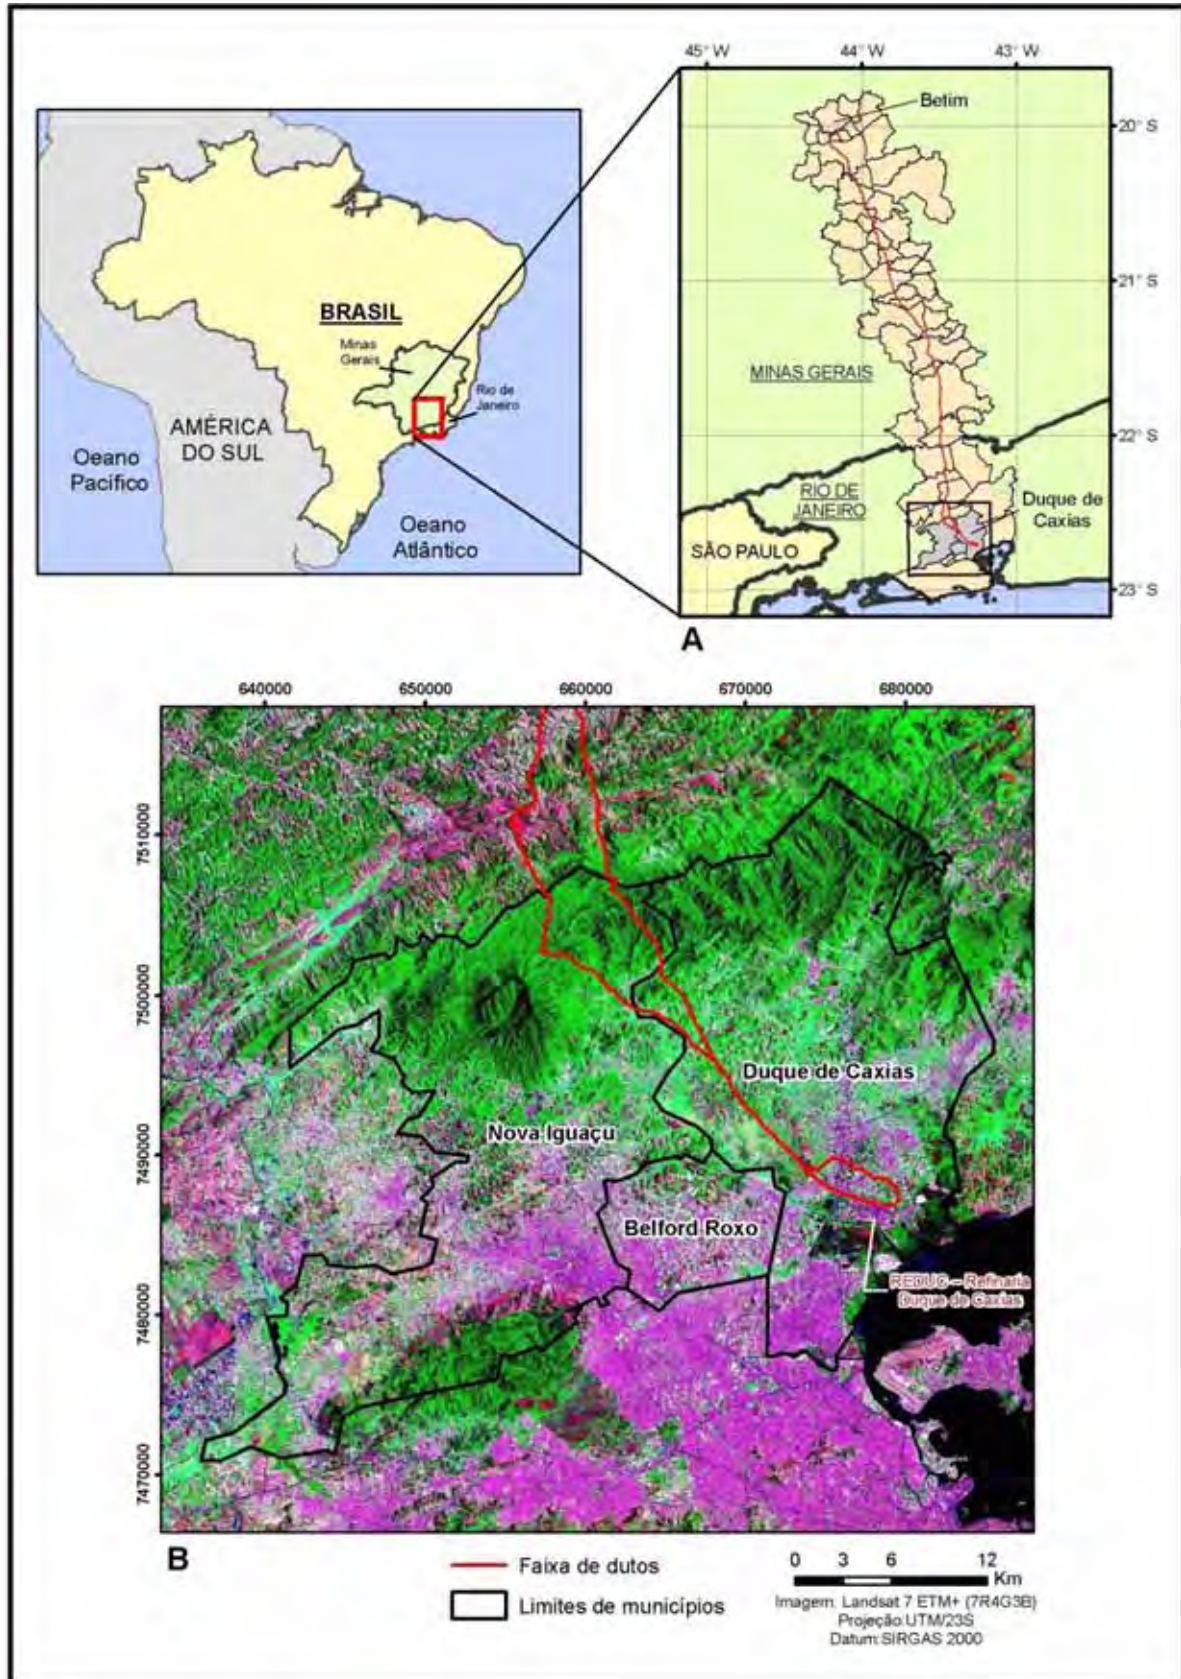 45° W 44° W 43° W
Betim
20° S
21° S
BRASIL
Minas
Gerais
Rio de
Janeiro
MINAS GERAIS
AMÉRICA
DO SUL
22° S
Oeano
Pacífico
RIO DE
JANEIRO
Duque de
Caxias
Oeano
Atlântico
SÃO PAULO
23° S
A
640000 650000 660000 670000 680000
7510000
7500000
Duque de Caxias
Nova Iguaçu
7490000
Belford Roxo
REDUC – Refinaria
Duque de Caxias
7480000
7470000
B
Faixa de dutos
Limites de municípios
0 3 6 12
Km
Imagem: Landsat 7 ETM+ (7R4G3B)
Projeção:UTM/23S
Datum:SIRGAS 2000